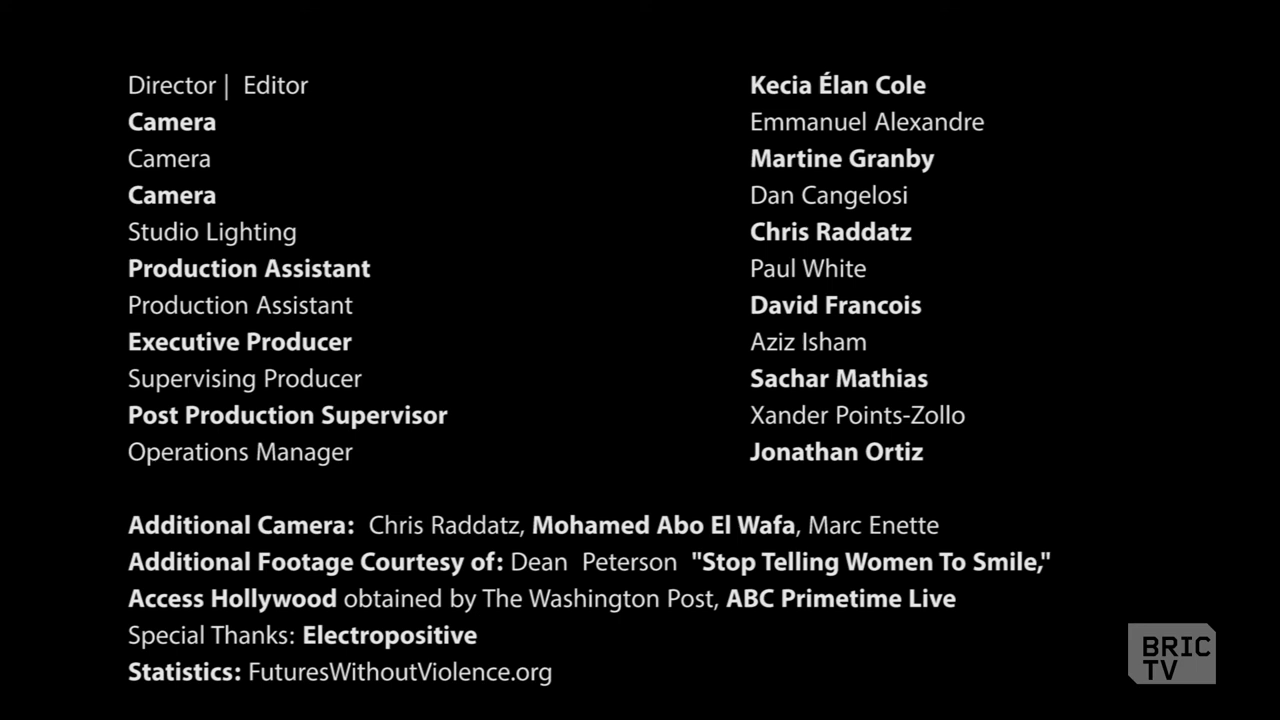 Director | Editor Kecia Élan Cole
Camera Emmanuel Alexandre
Camera Martine Granby
Camera Dan Cangelosi
Studio Lighting Chris Raddatz
Production Assistant Paul White
Production Assistant David Francois
Executive Producer Aziz Isham
Supervising Producer Sachar Mathias
Post Production Supervisor Xander Points-Zollo
Operations Manager Jonathan Ortiz
Additional Camera: Chris Raddatz, Mohamed Abo El Wafa, Marc Enette
Additional Footage Courtesy of: Dean Peterson "Stop Telling Women To Smile,"
Access Hollywood obtained by The Washington Post, ABC Primetime Live
Special Thanks: Electropositive
Statistics: FuturesWithoutViolence.org
BRIC
TV